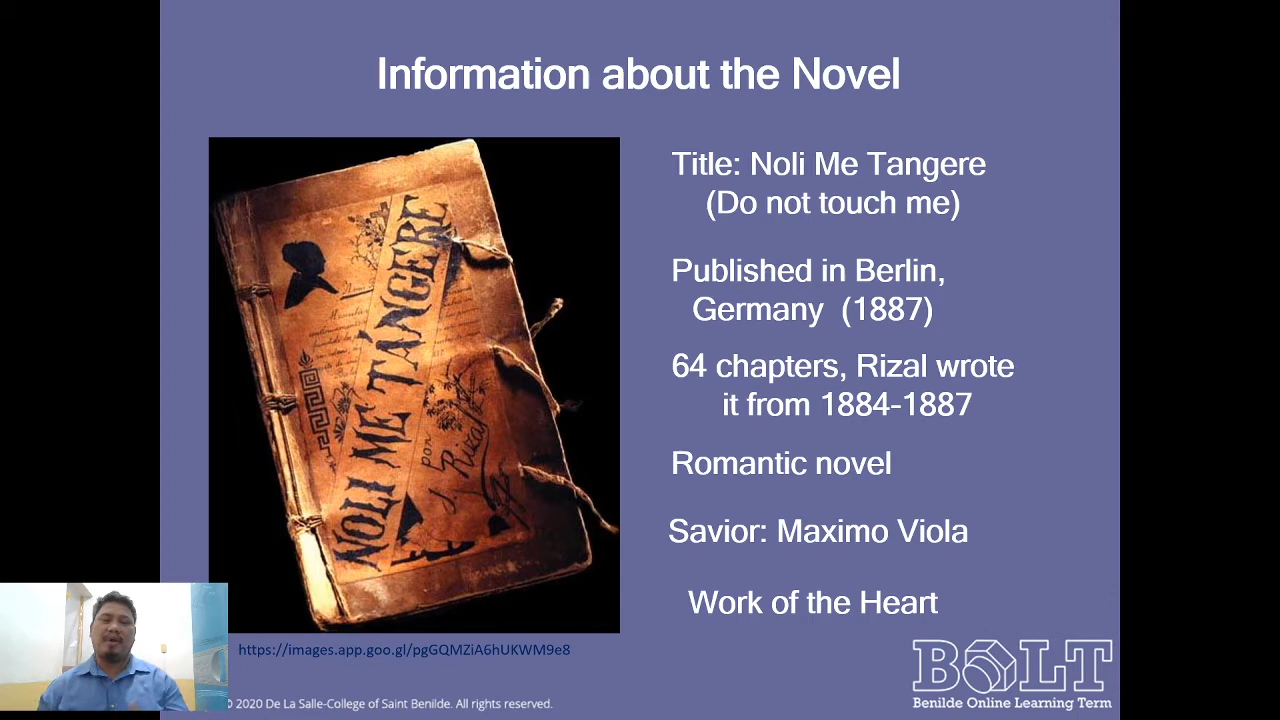 Information about the Novel
Title: Noli Me Tangere
(Do not touch me)
Published in Berlin,
Germany (1887)
64 chapters, Rizal wrote
it from 1884-1887
Romantic novel
Savior: Maximo Viola
Work of the Heart
NOLI ME TÁNGERE
por
J. Rizal
https://images.app.goo.gl/pgGQMZiA6hUKWM9e8
© 2020 De La Salle-College of Saint Benilde. All rights reserved.
BOLT
Benilde Online Learning Term